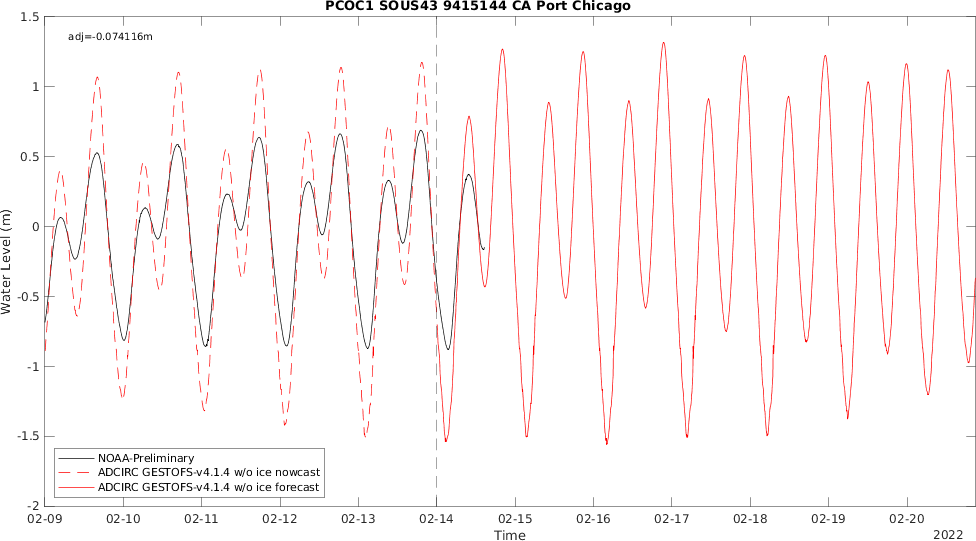 PCOC1 SOUS43 9415144 CA Port Chicago
adj=-0.074116m
1.5
1
0.5
0
-0.5
-1
-1.5
-2
Water Level (m)
NOAA-Preliminary
ADCIRC GESTOFS-v4.1.4 w/o ice nowcast
ADCIRC GESTOFS-v4.1.4 w/o ice forecast
02-09 02-10 02-11 02-12 02-13 02-14 02-15 02-16 02-17 02-18 02-19 02-20
Time
2022